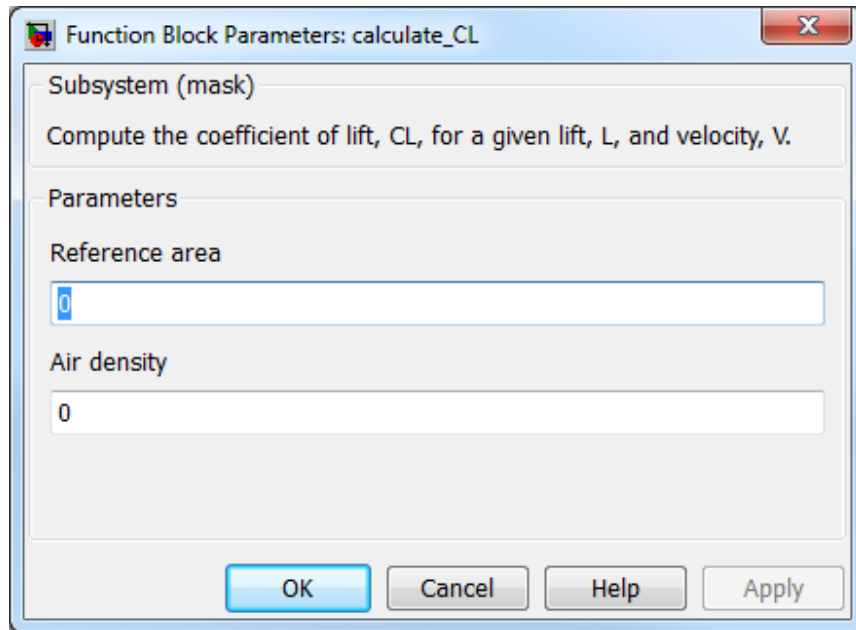 Function Block Parameters: calculate_CL
Subsystem (mask)
Compute the coefficient of lift, CL, for a given lift, L, and velocity, V.
Parameters
Reference area
0
Air density
0
OK Cancel Help Apply